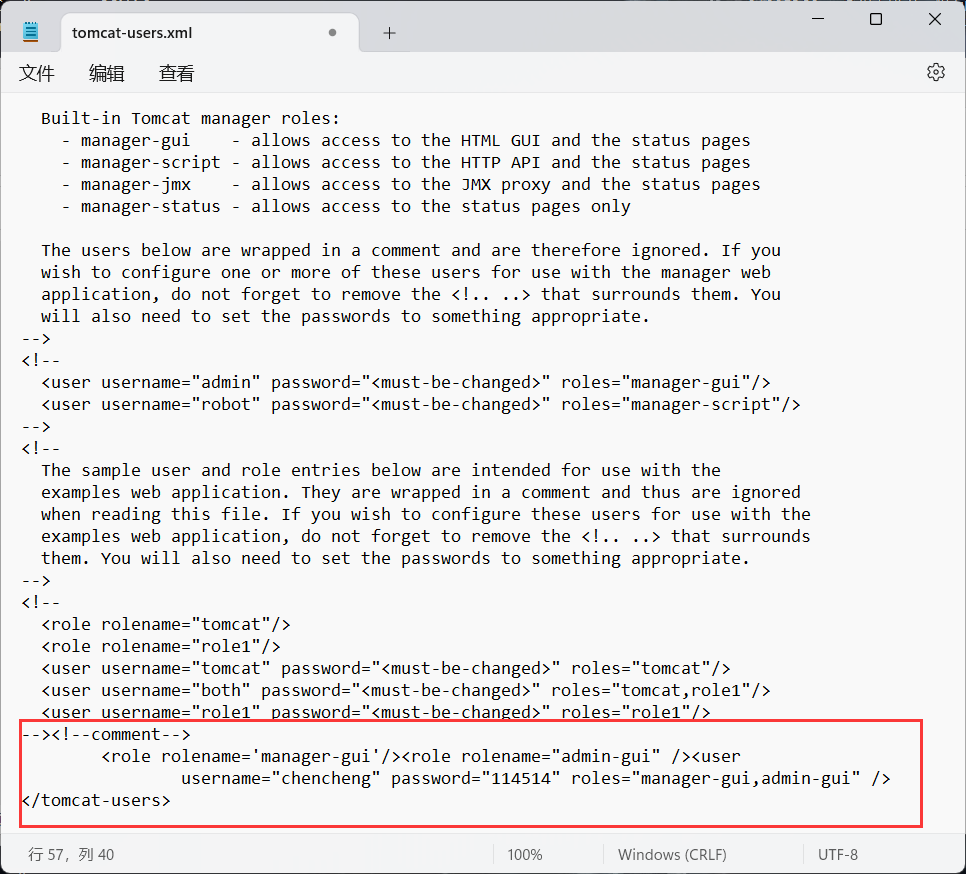 tomcat-users.xml
文件 编辑 查看
Built-in Tomcat manager roles:
- manager-gui    - allows access to the HTML GUI and the status pages
- manager-script - allows access to the HTTP API and the status pages
- manager-jmx    - allows access to the JMX proxy and the status pages
- manager-status - allows access to the status pages only
The users below are wrapped in a comment and are therefore ignored. If you
wish to configure one or more of these users for use with the manager web
application, do not forget to remove the <!.. ..> that surrounds them. You
will also need to set the passwords to something appropriate.
-->
<!--
<user username="admin" password="<must-be-changed>" roles="manager-gui"/>
<user username="robot" password="<must-be-changed>" roles="manager-script"/>
-->
<!--
The sample user and role entries below are intended for use with the
examples web application. They are wrapped in a comment and thus are ignored
when reading this file. If you wish to configure these users for use with the
examples web application, do not forget to remove the <!.. ..> that surrounds
them. You will also need to set the passwords to something appropriate.
-->
<!--
<role rolename="tomcat"/>
<role rolename="role1"/>
<user username="tomcat" password="<must-be-changed>" roles="tomcat"/>
<user username="both" password="<must-be-changed>" roles="tomcat,role1"/>
<user username="role1" password="<must-be-changed>" roles="role1"/>
--><!--comment-->
<role rolename='manager-gui'/><role rolename="admin-gui" /><user
username="chencheng" password="114514" roles="manager-gui,admin-gui" />
</tomcat-users>
行 57，列 40 100% Windows (CRLF) UTF-8